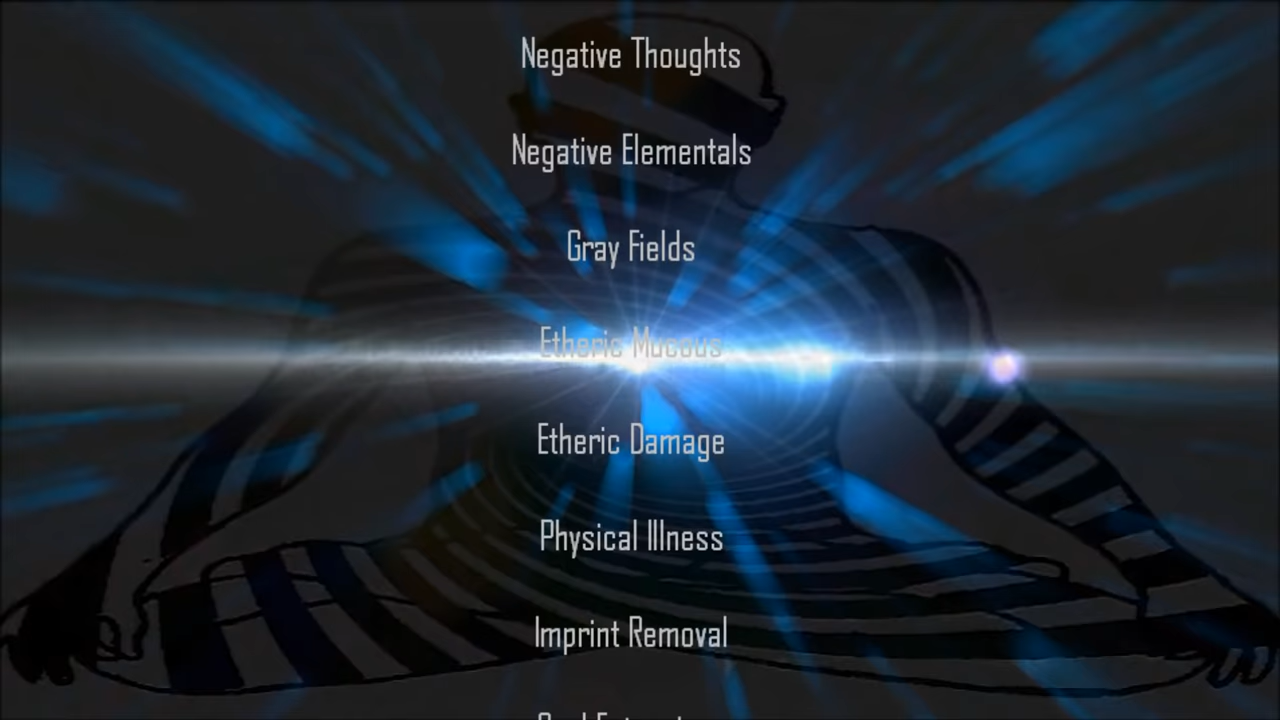 Negative Thoughts
Negative Elementals
Gray Fields
Etheric Mucous
Etheric Damage
Physical Illness
Imprint Removal